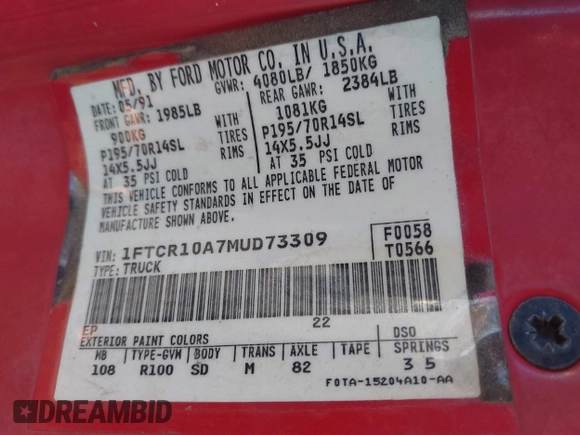 MFD. BY FORD MOTOR CO. IN U.S.A.
DATE: 05/91 GVWR: 4080LB/ 1850KG
FRONT GAWR: 1985LB REAR GAWR: 2384LB
900KG WITH 1081KG WITH
P195/70R14SL TIRES P195/70R14SL TIRES
14X5.5JJ RIMS 14X5.5JJ RIMS
AT 35 PSI COLD AT 35 PSI COLD
THIS VEHICLE CONFORMS TO ALL APPLICABLE FEDERAL MOTOR
VEHICLE SAFETY STANDARDS IN EFFECT ON THE DATE OF
MANUFACTURE SHOWN ABOVE.
VIN: 1FTCR10A7MUD73309 F0058
TYPE: TRUCK T0566
EP 22
EXTERIOR PAINT COLORS DSO
WB TYPE-GVM BODY TRANS AXLE TAPE SPRINGS
108 R100 SD M 82 3 5
F0TA-15204A10-AA
DREAMBID